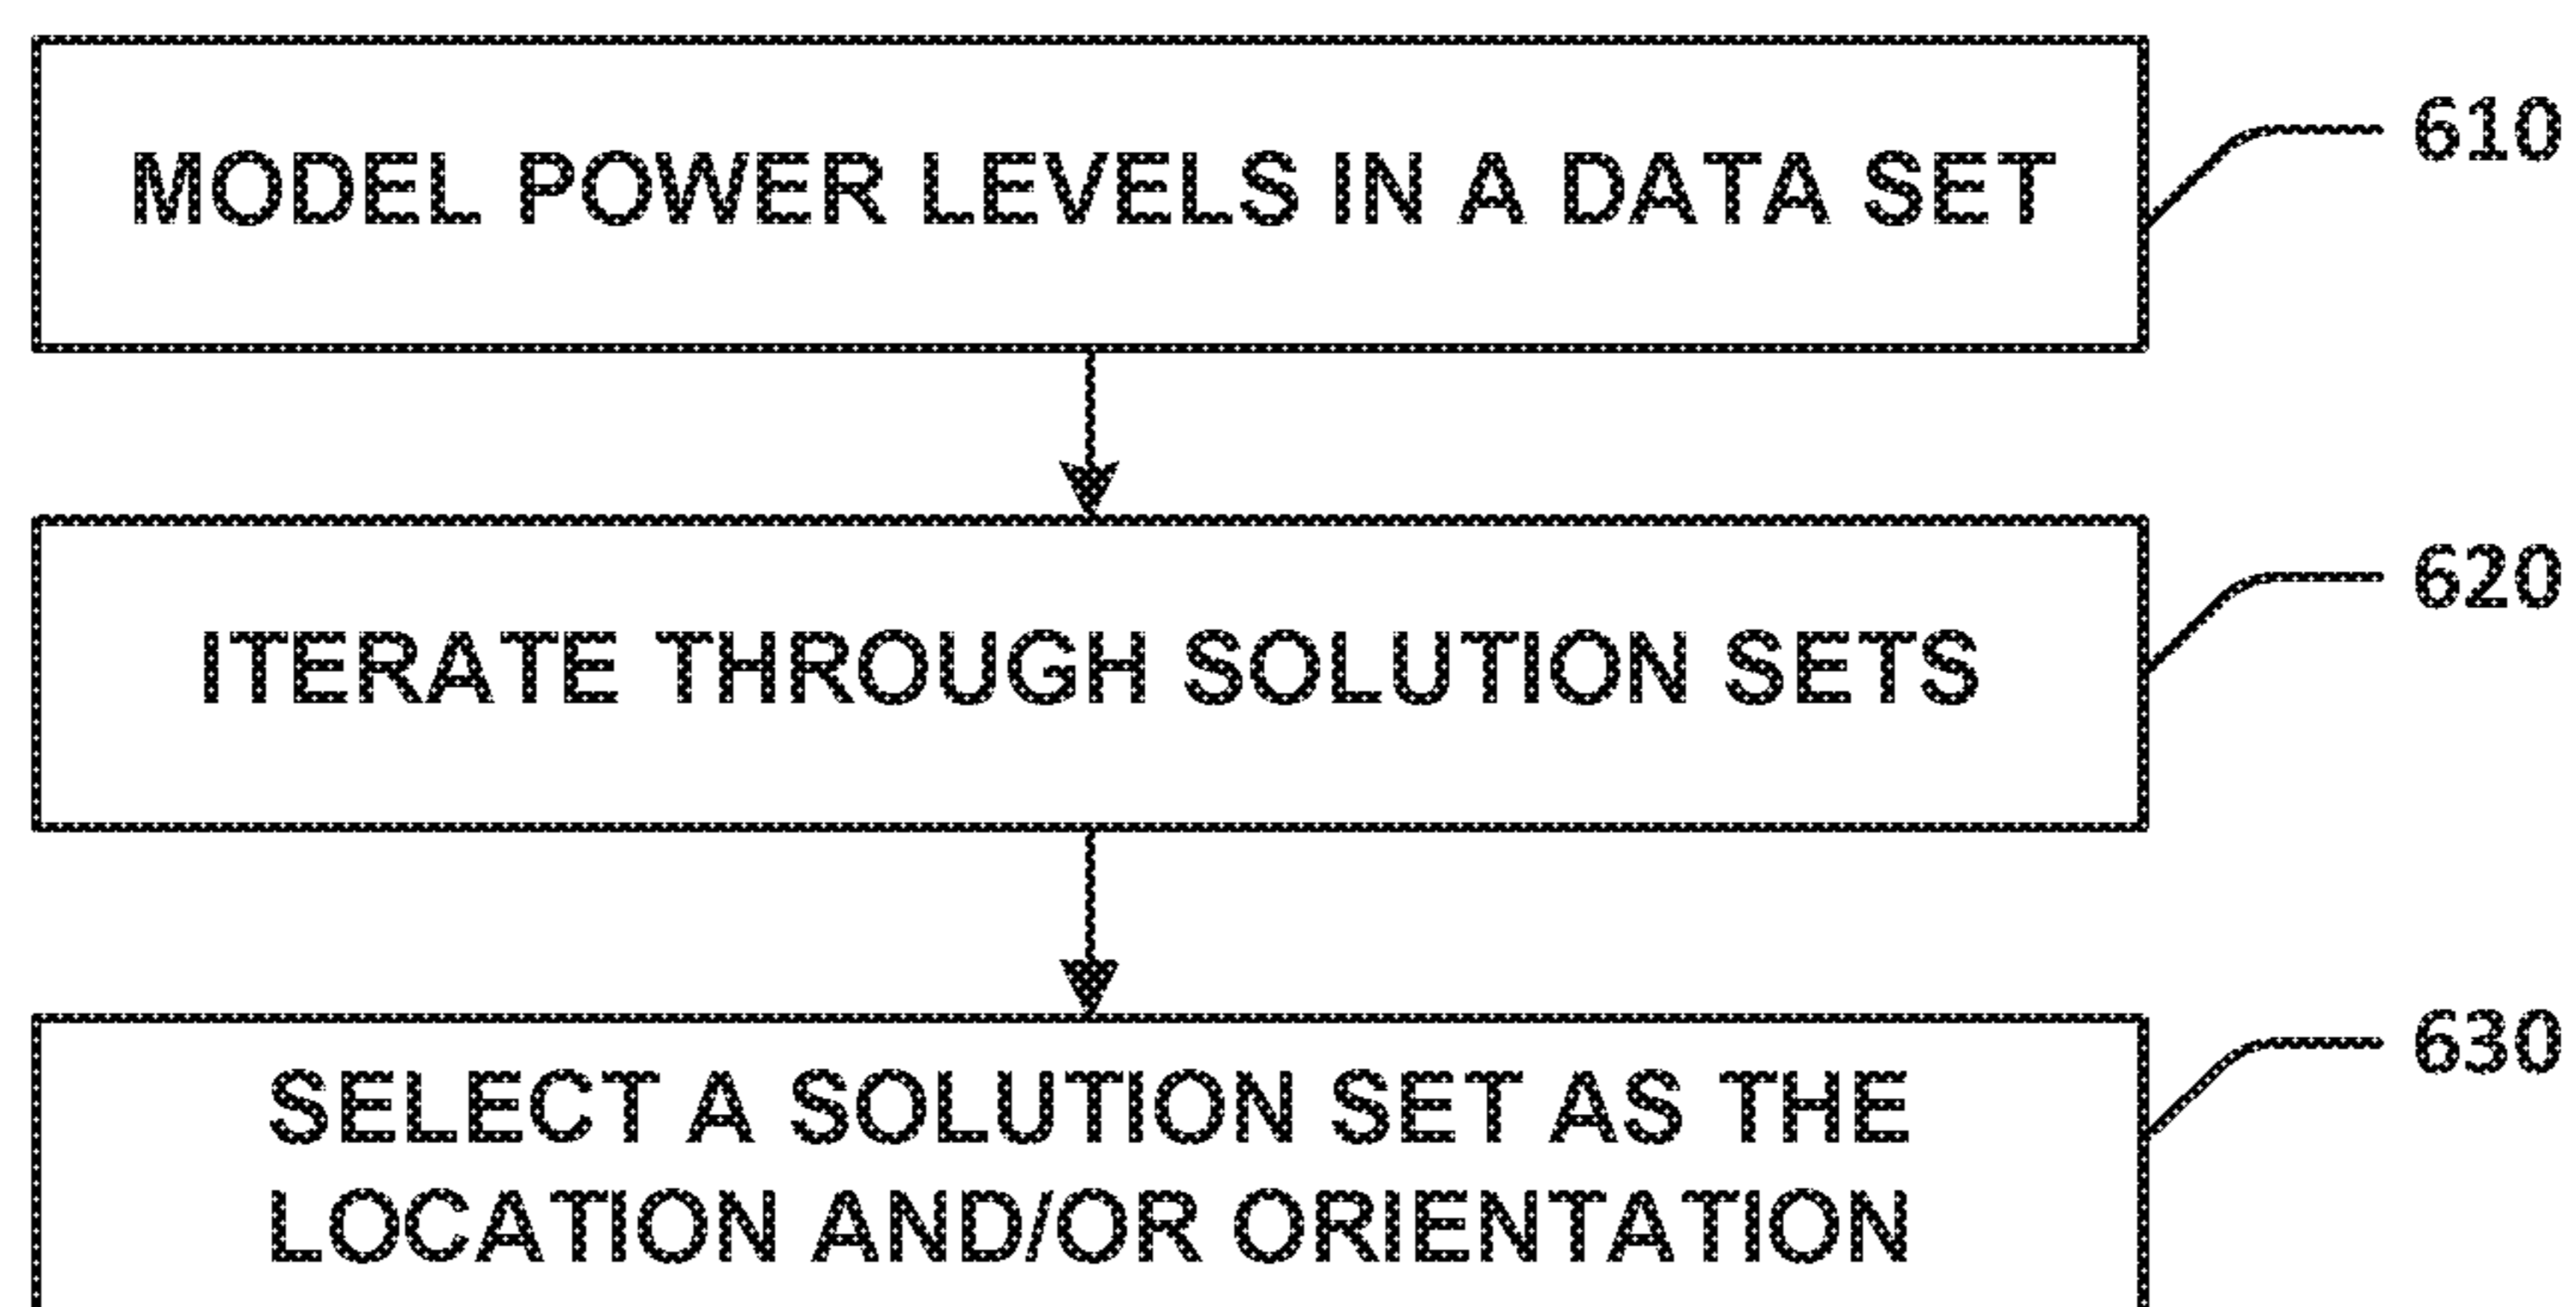 MODEL POWER LEVELS IN A DATA SET
610
ITERATE THROUGH SOLUTION SETS
620
SELECT A SOLUTION SET AS THE
LOCATION AND/OR ORIENTATION
630